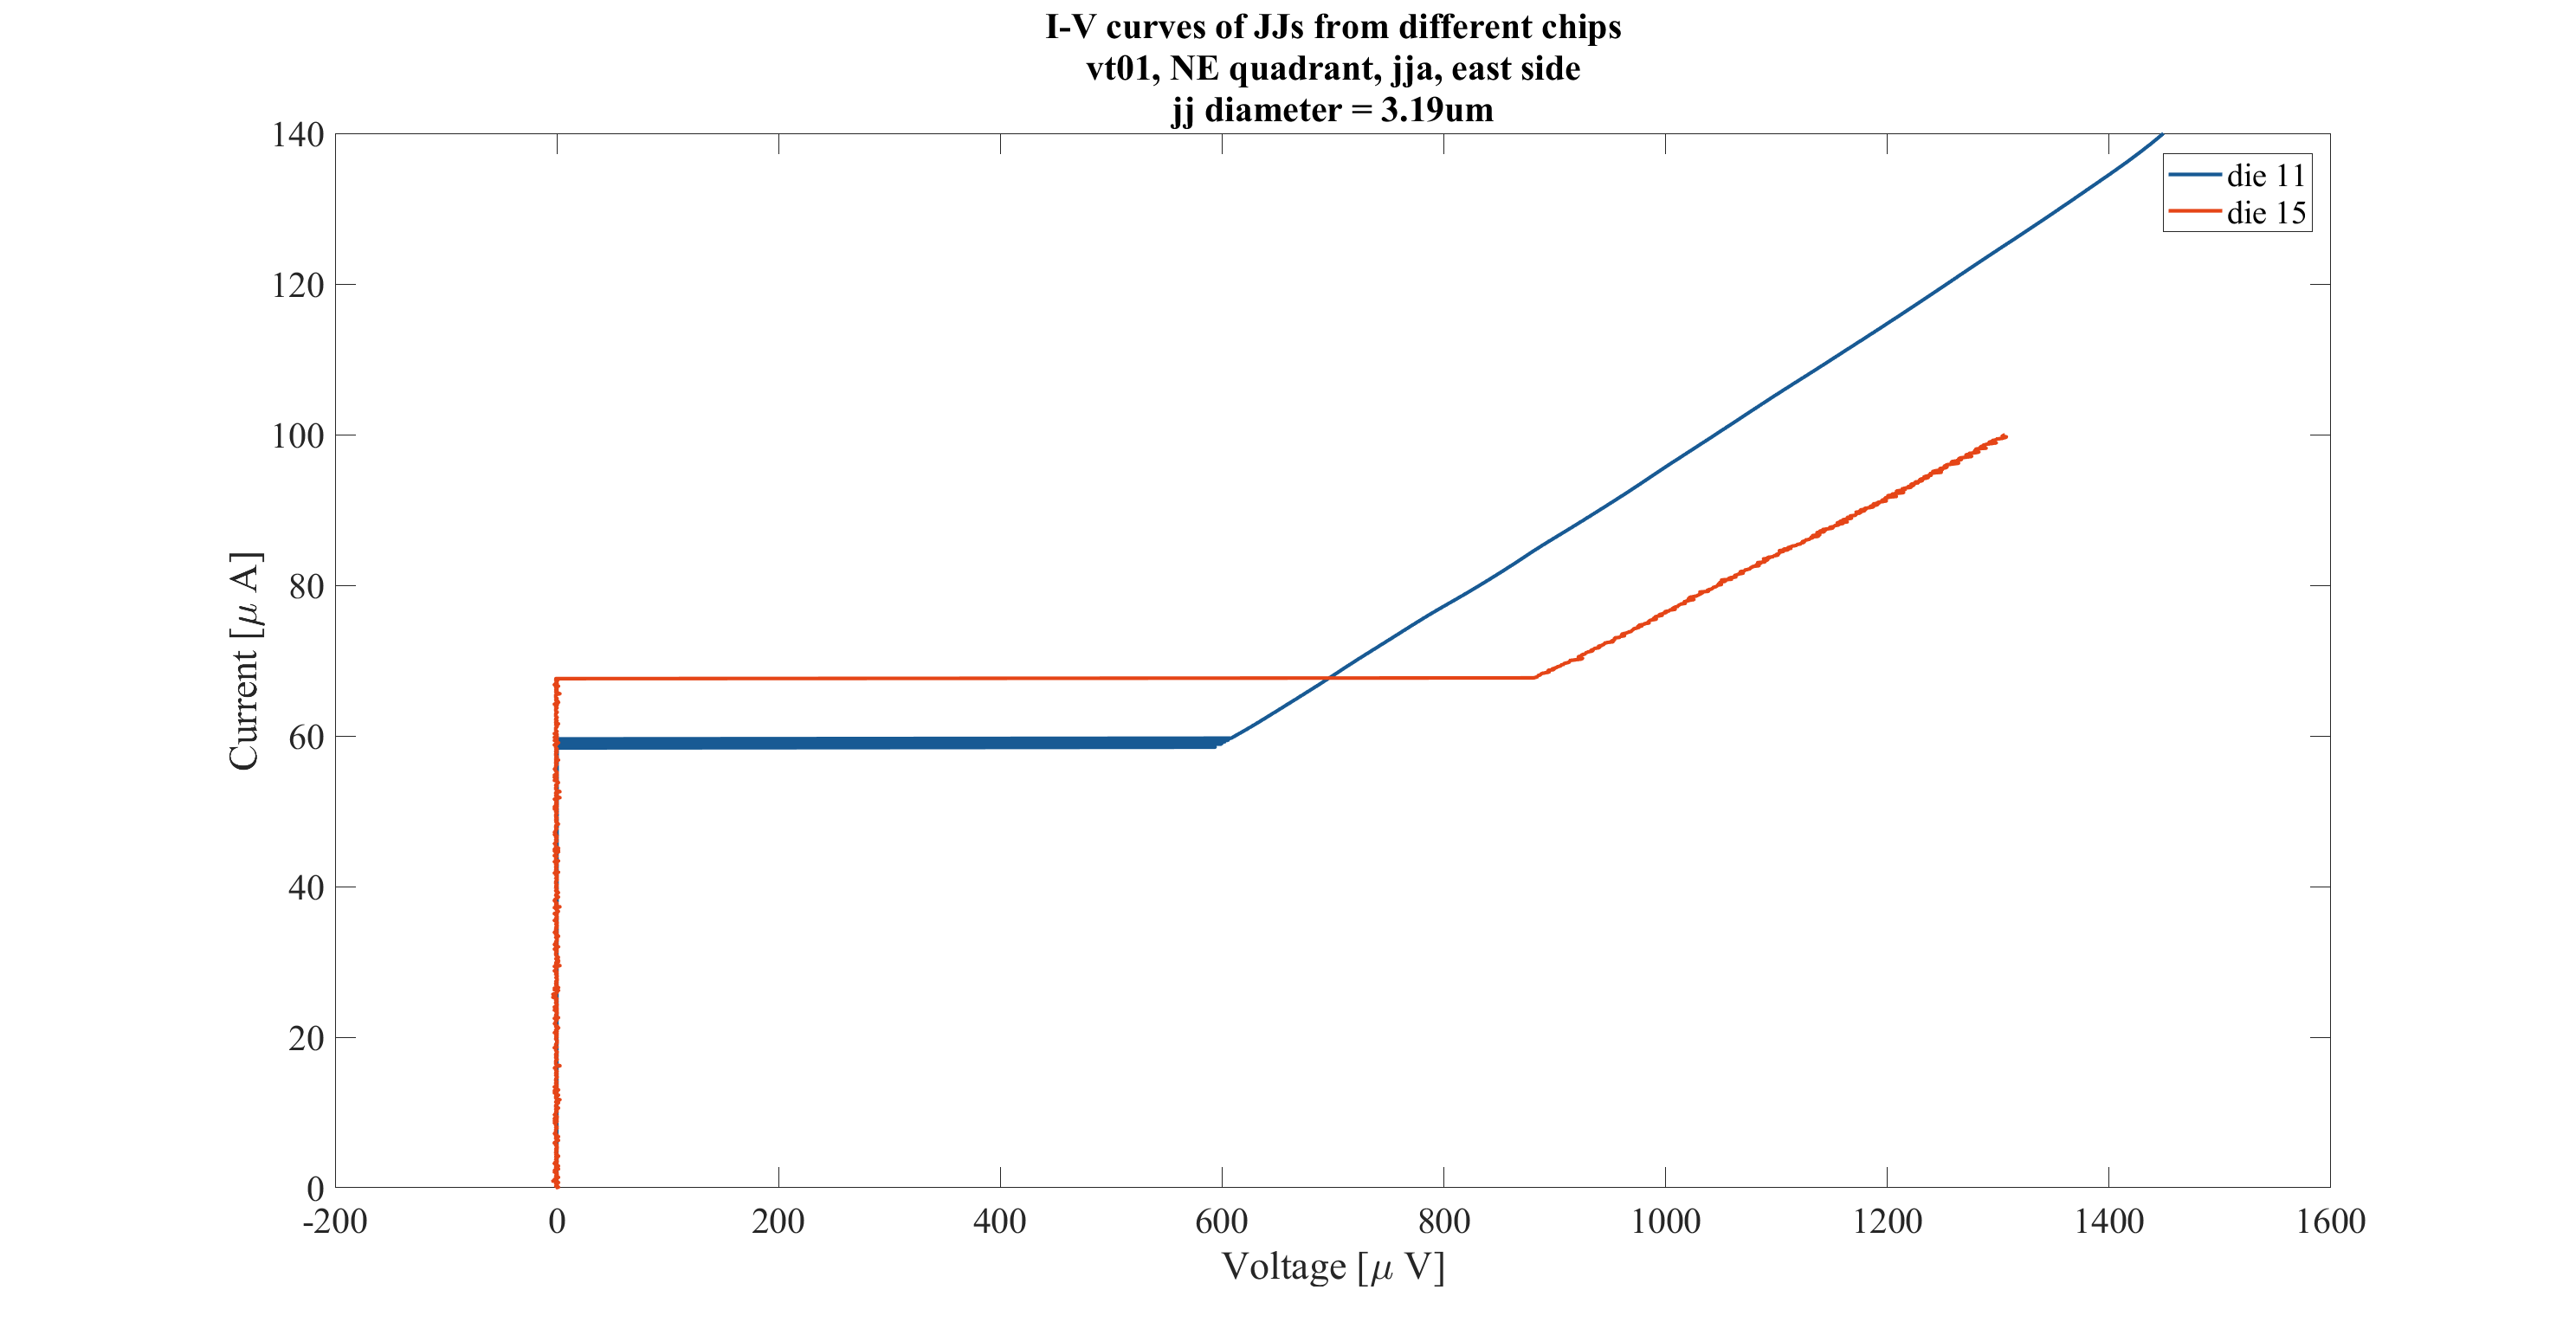 I-V curves of JJs from different chips
vt01, NE quadrant, jja, east side
jj diameter = 3.19um
140
120
100
80
60
40
20
0
Current [μ A]
die 11
die 15
-200 0 200 400 600 800 1000 1200 1400 1600
Voltage [μ V]